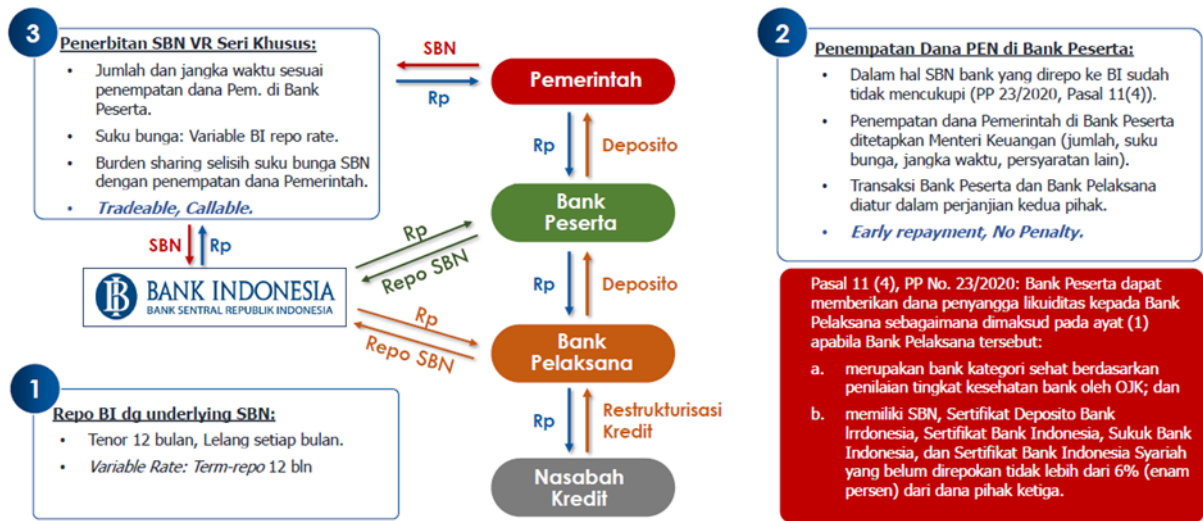 3
Penerbitan SBN VR Seri Khusus:
• Jumlah dan jangka waktu sesuai
penempatan dana Pem. di Bank
Peserta.
• Suku bunga: Variable BI repo rate.
• Burden sharing selisih suku bunga SBN
dengan penempatan dana Pemerintah.
• Tradeable, Callable.
SBN
Rp
SBN
Rp
BANK INDONESIA
BANK SENTRAL REPUBLIK INDONESIA
1
Repo BI dg underlying SBN:
• Tenor 12 bulan, Lelang setiap bulan.
• Variable Rate: Term-repo 12 bln
Pemerintah
Rp
Deposito
Bank
Peserta
Rp
Repo SBN
Rp
Deposito
Rp
Repo SBN
Bank
Pelaksana
Rp
Restrukturisasi
Kredit
Nasabah
Kredit
2
Penempatan Dana PEN di Bank Peserta:
• Dalam hal SBN bank yang direpo ke BI sudah
tidak mencukupi (PP 23/2020, Pasal 11(4)).
• Penempatan dana Pemerintah di Bank Peserta
ditetapkan Menteri Keuangan (jumlah, suku
bunga, jangka waktu, persyaratan lain).
• Transaksi Bank Peserta dan Bank Pelaksana
diatur dalam perjanjian kedua pihak.
• Early repayment, No Penalty.
Pasal 11 (4), PP No. 23/2020: Bank Peserta dapat
memberikan dana penyangga likuiditas kepada Bank
Pelaksana sebagaimana dimaksud pada ayat (1)
apabila Bank Pelaksana tersebut:
a. merupakan bank kategori sehat berdasarkan
penilaian tingkat kesehatan bank oleh OJK; dan
b. memiliki SBN, Sertifikat Deposito Bank
lrrdonesia, Sertifikat Bank Indonesia, Sukuk Bank
Indonesia, dan Sertifikat Bank Indonesia Syariah
yang belum direpokan tidak lebih dari 6% (enam
persen) dari dana pihak ketiga.